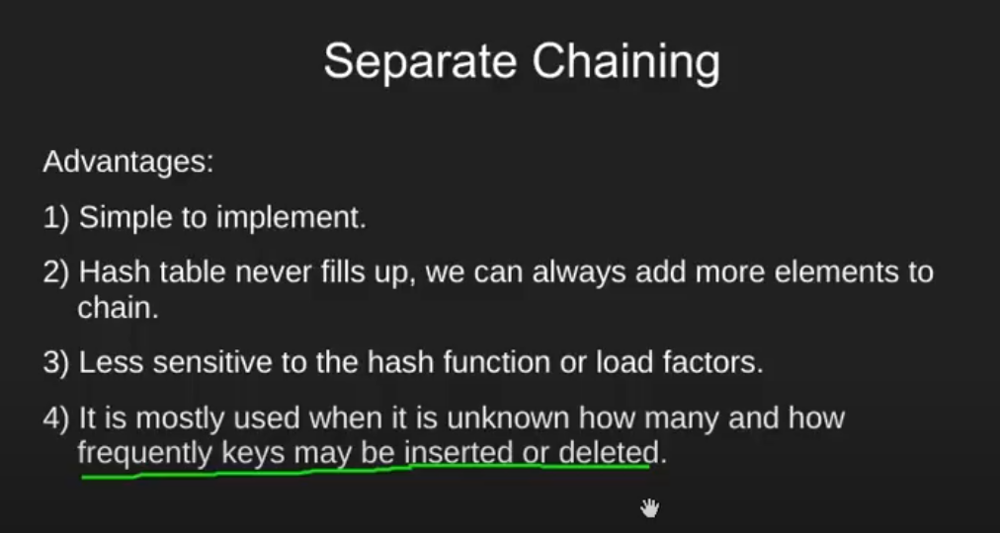 Separate Chaining
Advantages:
1) Simple to implement.
2) Hash table never fills up, we can always add more elements to
chain.
3) Less sensitive to the hash function or load factors.
4) It is mostly used when it is unknown how many and how
frequently keys may be inserted or deleted.